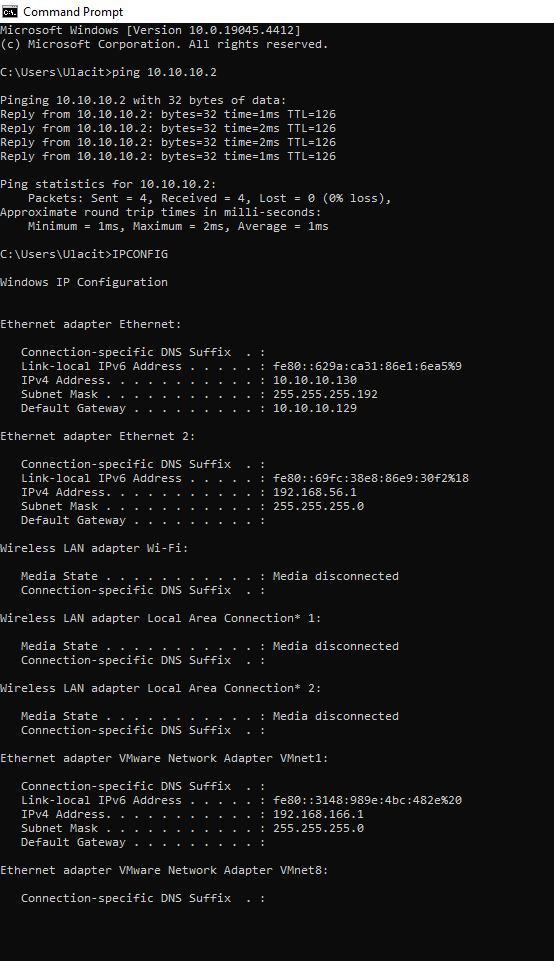 Command Prompt
Microsoft Windows [Version 10.0.19045.4412]
(c) Microsoft Corporation. All rights reserved.
C:\Users\Ulacit>ping 10.10.10.2
Pinging 10.10.10.2 with 32 bytes of data:
Reply from 10.10.10.2: bytes=32 time=1ms TTL=126
Reply from 10.10.10.2: bytes=32 time=2ms TTL=126
Reply from 10.10.10.2: bytes=32 time=2ms TTL=126
Reply from 10.10.10.2: bytes=32 time=1ms TTL=126
Ping statistics for 10.10.10.2:
    Packets: Sent = 4, Received = 4, Lost = 0 (0% loss),
Approximate round trip times in milli-seconds:
    Minimum = 1ms, Maximum = 2ms, Average = 1ms
C:\Users\Ulacit>IPCONFIG
Windows IP Configuration
Ethernet adapter Ethernet:
   Connection-specific DNS Suffix  . :
   Link-local IPv6 Address . . . . . : fe80::629a:ca31:86e1:6ea5%9
   IPv4 Address. . . . . . . . . . . : 10.10.10.130
   Subnet Mask . . . . . . . . . . . : 255.255.255.192
   Default Gateway . . . . . . . . . : 10.10.10.129
Ethernet adapter Ethernet 2:
   Connection-specific DNS Suffix  . :
   Link-local IPv6 Address . . . . . : fe80::69fc:38e8:86e9:30f2%18
   IPv4 Address. . . . . . . . . . . : 192.168.56.1
   Subnet Mask . . . . . . . . . . . : 255.255.255.0
   Default Gateway . . . . . . . . . :
Wireless LAN adapter Wi-Fi:
   Media State . . . . . . . . . . . : Media disconnected
   Connection-specific DNS Suffix  . :
Wireless LAN adapter Local Area Connection* 1:
   Media State . . . . . . . . . . . : Media disconnected
   Connection-specific DNS Suffix  . :
Wireless LAN adapter Local Area Connection* 2:
   Media State . . . . . . . . . . . : Media disconnected
   Connection-specific DNS Suffix  . :
Ethernet adapter VMware Network Adapter VMnet1:
   Connection-specific DNS Suffix  . :
   Link-local IPv6 Address . . . . . : fe80::3148:989e:4bc:482e%20
   IPv4 Address. . . . . . . . . . . : 192.168.166.1
   Subnet Mask . . . . . . . . . . . : 255.255.255.0
   Default Gateway . . . . . . . . . :
Ethernet adapter VMware Network Adapter VMnet8:
   Connection-specific DNS Suffix  . :